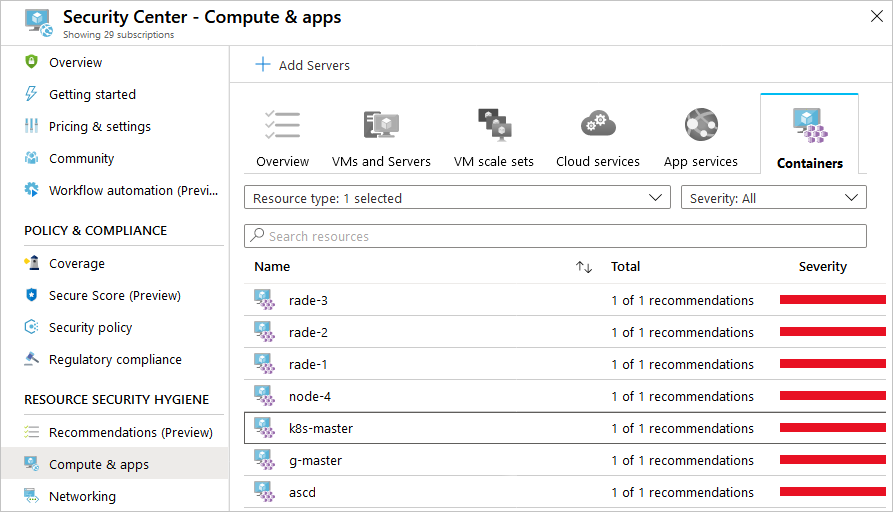 Security Center - Compute & apps
Showing 29 subscriptions
Overview
Getting started
Pricing & settings
Community
Workflow automation (Previ...
POLICY & COMPLIANCE
Coverage
Secure Score (Preview)
Security policy
Regulatory compliance
RESOURCE SECURITY HYGIENE
Recommendations (Preview)
Compute & apps
Networking
Add Servers
Overview
VMs and Servers
VM scale sets
Cloud services
App services
Containers
Resource type: 1 selected
Severity: All
Search resources
Name Total Severity
rade-3 1 of 1 recommendations
rade-2 1 of 1 recommendations
rade-1 1 of 1 recommendations
node-4 1 of 1 recommendations
k8s-master 1 of 1 recommendations
g-master 1 of 1 recommendations
ascd 1 of 1 recommendations